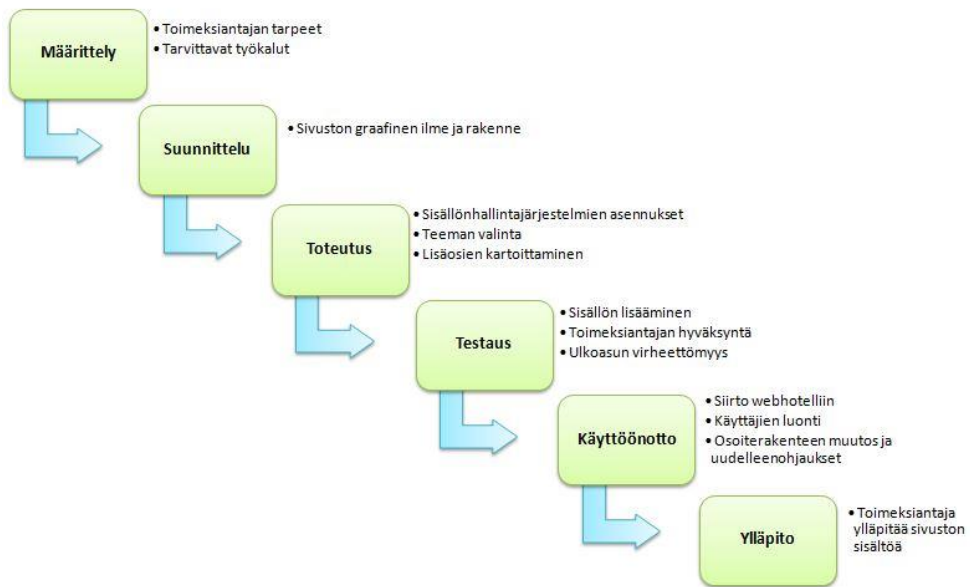 Määrittely
• Toimeksiantajan tarpeet
• Tarvittavat työkalut
Suunnittelu
• Sivuston graafinen ilme ja rakenne
Toteutus
• Sisällönhallintajärjestelmien asennukset
• Teeman valinta
• Lisäosien kartoittaminen
Testaus
• Sisällön lisääminen
• Toimeksiantajan hyväksyntä
• Ulkoasun virheettömyys
Käyttöönotto
• Siirto webhotelliin
• Käyttäjien luonti
• Osoiterakenteen muutos ja
uudelleenohjaukset
Ylläpito
• Toimeksiantaja
ylläpitää sivuston
sisältöä